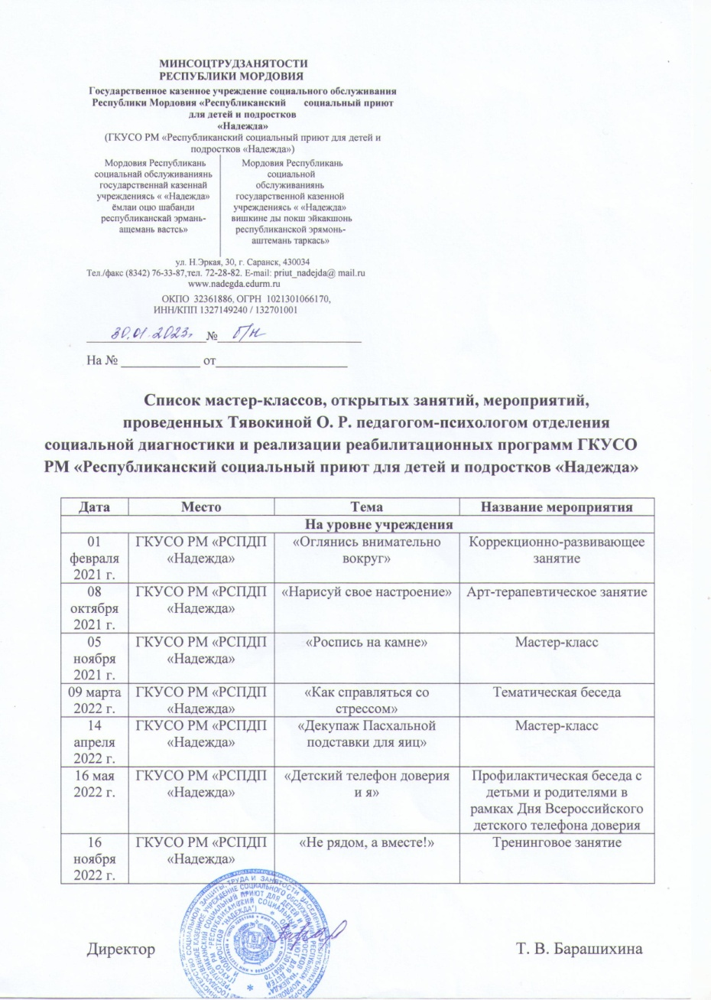 МИНСОЦТРУДЗАНЯТОСТИ
РЕСПУБЛИКИ МОРДОВИЯ
Государственное казенное учреждение социального обслуживания
Республики Мордовия «Республиканский социальный приют
для детей и подростков
«Надежда»
(ГКУСО РМ «Республиканский социальный приют для детей и
подростков «Надежда»)
Мордовия Республикань
социальнай обслуживаниянь
государственнай казеннай
учреждениясь « «Надежда»
ёмлаи оцю шабанди
республиканскай эрмань-
ащемань вастсь»
Мордовия Республикань
социальной
обслуживаниянь
государственной казенной
учреждениясь « «Надежда»
вишкине ды покш эйкакшонь
республиканской эрямонь-
аштемань таркась»
ул. Н.Эркая, 30, г. Саранск, 430034
Тел./факс (8342) 76-33-87,тел. 72-28-82. E-mail: priut_nadejda@ mail.ru
www.nadegda.edurm.ru
ОКПО 32361886, ОГРН 1021301066170,
ИНН/КПП 1327149240 / 132701001
30.01.2023г № б/н
На № ____________ от____________________
Список мастер-классов, открытых занятий, мероприятий,
проведенных Тявокиной О. Р. педагогом-психологом отделения
социальной диагностики и реализации реабилитационных программ ГКУСО
РМ «Республиканский социальный приют для детей и подростков «Надежда»
Дата Место Тема Название мероприятия
На уровне учреждения
01 ГКУСО РМ «РСПДП «Оглянись внимательно Коррекционно-развивающее
февраля «Надежда» вокруг» занятие
2021 г.
08 ГКУСО РМ «РСПДП «Нарисуй свое настроение» Арт-терапевтическое занятие
октября «Надежда»
2021 г.
05 ГКУСО РМ «РСПДП «Роспись на камне» Мастер-класс
ноября «Надежда»
2021 г.
09 марта ГКУСО РМ «РСПДП «Как справляться со Тематическая беседа
2022 г. «Надежда» стрессом»
14 ГКУСО РМ «РСПДП «Декупаж Пасхальной Мастер-класс
апреля «Надежда» подставки для яиц»
2022 г.
16 мая ГКУСО РМ «РСПДП «Детский телефон доверия Профилактическая беседа с
2022 г. «Надежда» и я» детьми и родителями в
рамках Дня Всероссийского
детского телефона доверия
16 ГКУСО РМ «РСПДП «Не рядом, а вместе!» Тренинговое занятие
ноября «Надежда»
2022 г.
Директор Т. В. Барашихина